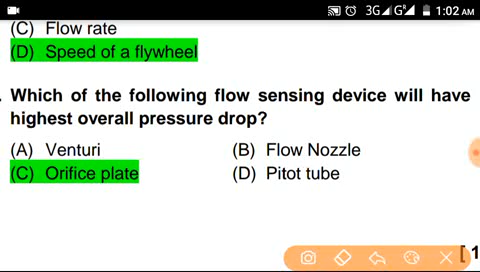 3G G R 1:02 AM
(C) Flow rate
(D) Speed of a flywheel
. Which of the following flow sensing device will have
highest overall pressure drop?
(A) Venturi (B) Flow Nozzle
(C) Orifice plate (D) Pitot tube
[ 1